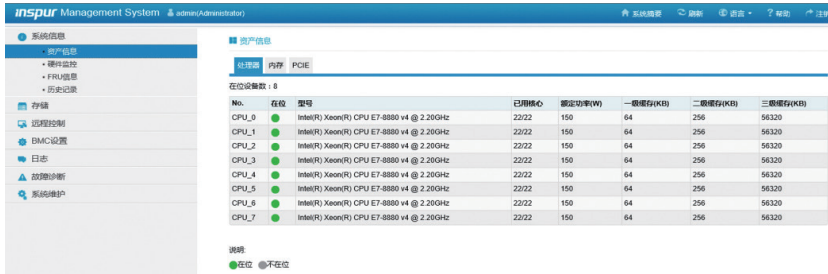 inspur Management System admin(Administrator) 系统摘要 刷新 语言 ? 帮助 注销
系统信息
• 资产信息
• 硬件监控
• FRU信息
• 历史记录
存储
远程控制
BMC设置
日志
故障诊断
系统维护
资产信息
处理器 内存 PCIE
在位设备数：8
No. 在位 型号 已用核心 额定功率(W) 一级缓存(KB) 二级缓存(KB) 三级缓存(KB)
CPU_0 Intel(R) Xeon(R) CPU E7-8880 v4 @ 2.20GHz 22/22 150 64 256 56320
CPU_1 Intel(R) Xeon(R) CPU E7-8880 v4 @ 2.20GHz 22/22 150 64 256 56320
CPU_2 Intel(R) Xeon(R) CPU E7-8880 v4 @ 2.20GHz 22/22 150 64 256 56320
CPU_3 Intel(R) Xeon(R) CPU E7-8880 v4 @ 2.20GHz 22/22 150 64 256 56320
CPU_4 Intel(R) Xeon(R) CPU E7-8880 v4 @ 2.20GHz 22/22 150 64 256 56320
CPU_5 Intel(R) Xeon(R) CPU E7-8880 v4 @ 2.20GHz 22/22 150 64 256 56320
CPU_6 Intel(R) Xeon(R) CPU E7-8880 v4 @ 2.20GHz 22/22 150 64 256 56320
CPU_7 Intel(R) Xeon(R) CPU E7-8880 v4 @ 2.20GHz 22/22 150 64 256 56320
说明:
在位 不在位